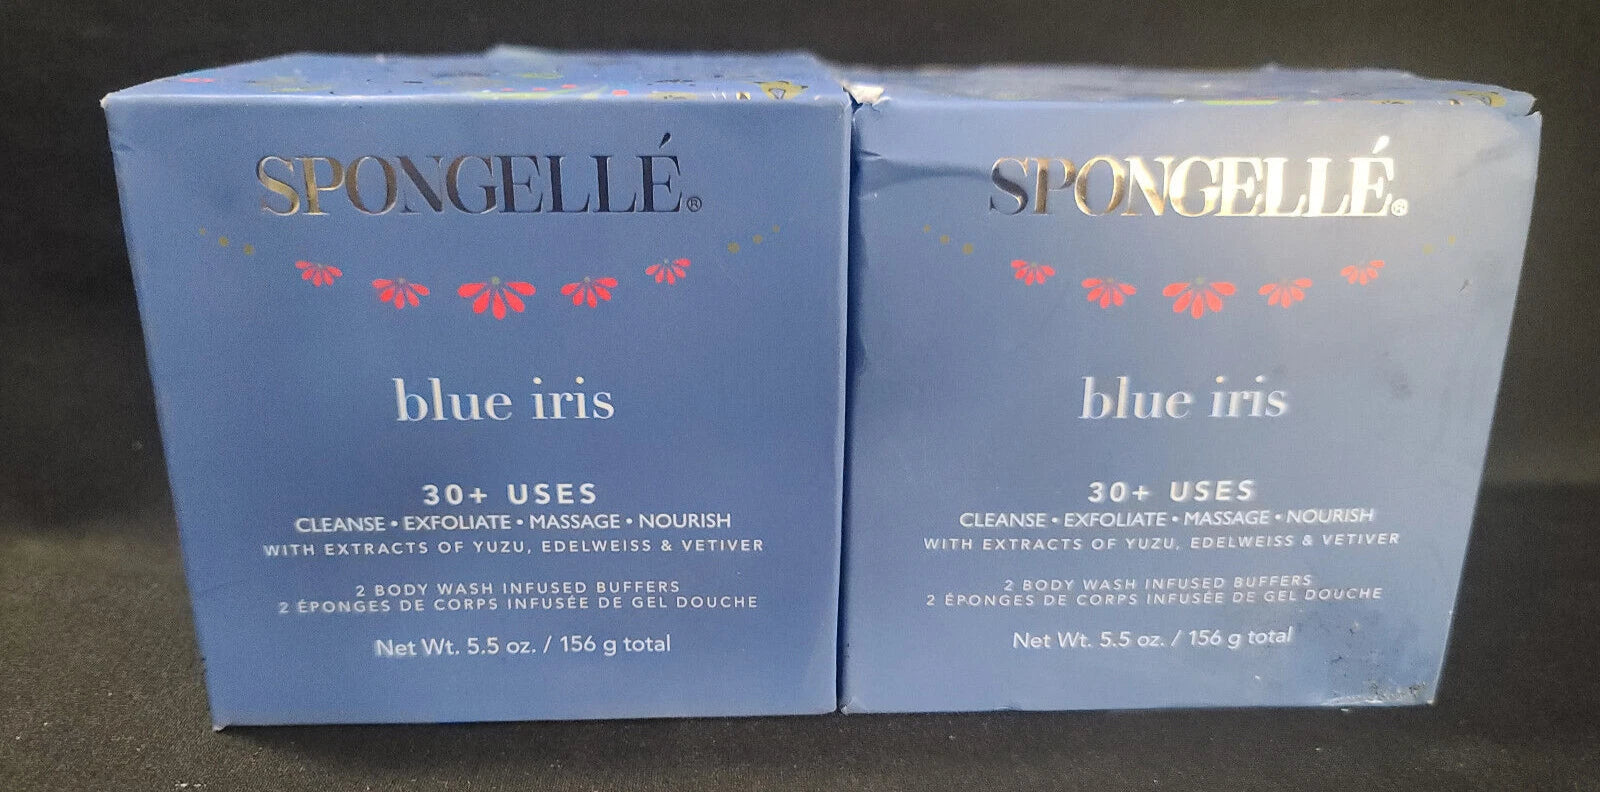 SPONGELLÉ®
blue iris
30+ USES
CLEANSE • EXFOLIATE • MASSAGE • NOURISH
WITH EXTRACTS OF YUZU, EDELWEISS & VETIVER
2 BODY WASH INFUSED BUFFERS
2 ÉPONGES DE CORPS INFUSÉE DE GEL DOUCHE
Net Wt. 5.5 oz. / 156 g total
SPONGELLÉ®
blue iris
30+ USES
CLEANSE • EXFOLIATE • MASSAGE • NOURISH
WITH EXTRACTS OF YUZU, EDELWEISS & VETIVER
2 BODY WASH INFUSED BUFFERS
2 ÉPONGES DE CORPS INFUSÉE DE GEL DOUCHE
Net Wt. 5.5 oz. / 156 g total